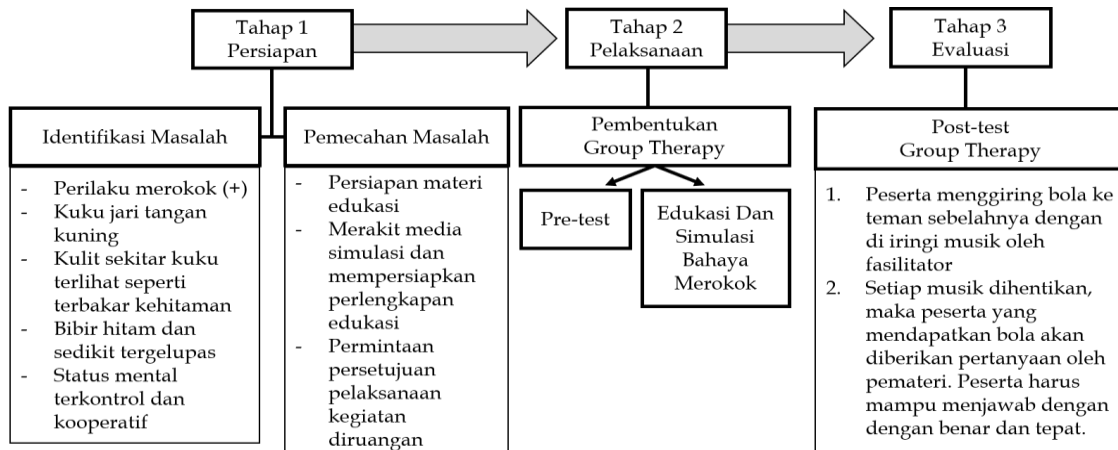 Tahap 1
Persiapan
Tahap 2
Pelaksanaan
Tahap 3
Evaluasi
Identifikasi Masalah
- Perilaku merokok (+)
- Kuku jari tangan
kuning
- Kulit sekitar kuku
terlihat seperti
terbakar kehitaman
- Bibir hitam dan
sedikit tergelupas
- Status mental
terkontrol dan
kooperatif
Pemecahan Masalah
- Persiapan materi
edukasi
- Merakit media
simulasi dan
mempersiapkan
perlengkapan
edukasi
- Permintaan
persetujuan
pelaksanaan
kegiatan
diruangan
Pembentukan
Group Therapy
Pre-test
Edukasi Dan
Simulasi
Bahaya
Merokok
Post-test
Group Therapy
1. Peserta menggiring bola ke
teman sebelahnya dengan
di iringi musik oleh
fasilitator
2. Setiap musik dihentikan,
maka peserta yang
mendapatkan bola akan
diberikan pertanyaan oleh
pemateri. Peserta harus
mampu menjawab dengan
dengan benar dan tepat.